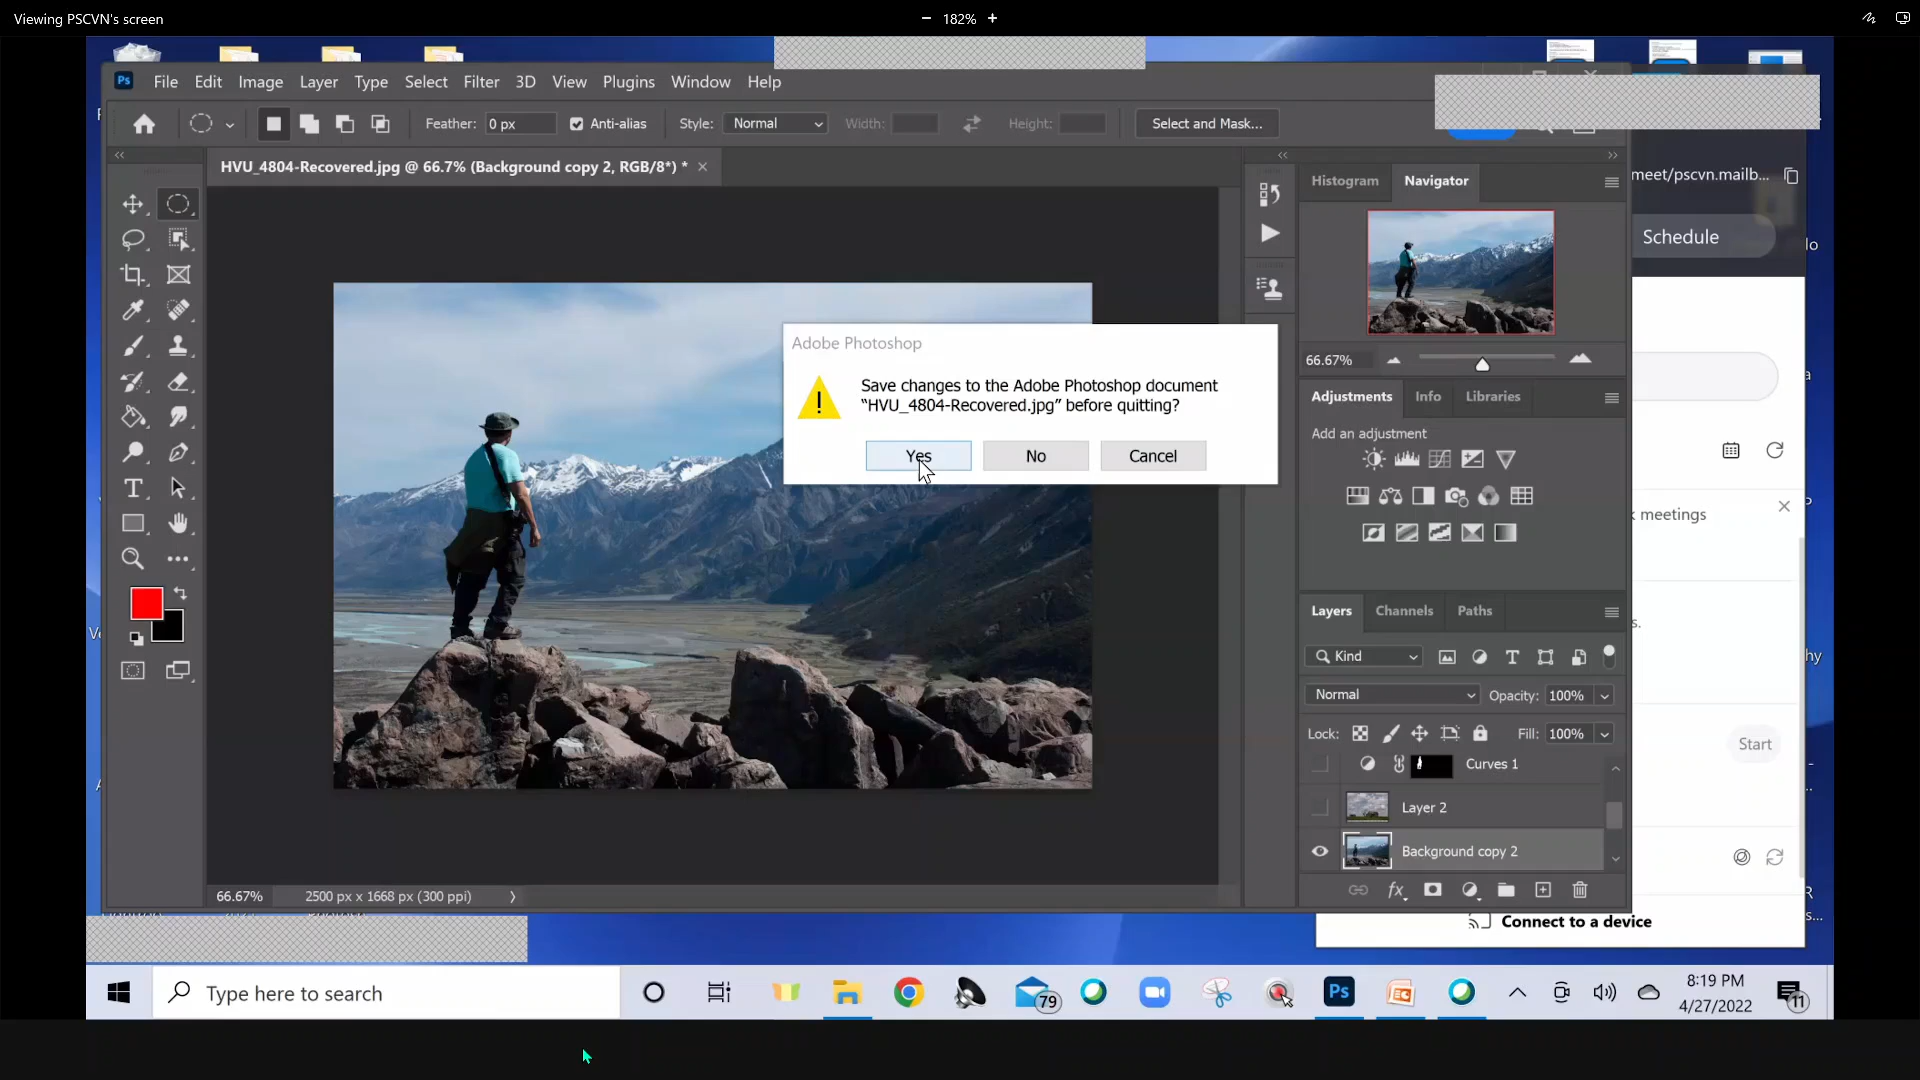 Viewing PSCVN's screen
182%
Ps
File Edit Image Layer Type Select Filter 3D View Plugins Window Help
Feather: 0 px Anti-alias Style: Normal Width: Height: Select and Mask...
HVU_4804-Recovered.jpg @ 66.7% (Background copy 2, RGB/8*) *
Histogram Navigator
meet/pscvn.mailb...
Schedule
66.67%
Adobe Photoshop
Save changes to the Adobe Photoshop document
“HVU_4804-Recovered.jpg” before quitting?
Yes No Cancel
Adjustments Info Libraries
Add an adjustment
meetings
Layers Channels Paths
Kind
Normal Opacity: 100%
Lock: Fill: 100%
Start
Curves 1
Layer 2
Background copy 2
fx
66.67% 2500 px x 1668 px (300 ppi)
Connect to a device
Type here to search
79
Ps
8:19 PM
4/27/2022
11